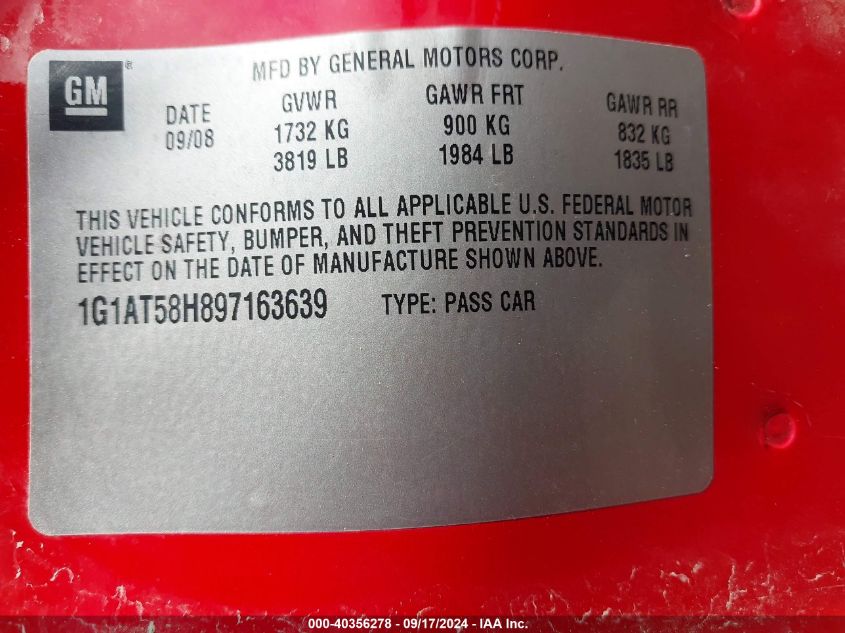 GM
MFD BY GENERAL MOTORS CORP.
DATE GVWR GAWR FRT GAWR RR
09/08 1732 KG 900 KG 832 KG
3819 LB 1984 LB 1835 LB
THIS VEHICLE CONFORMS TO ALL APPLICABLE U.S. FEDERAL MOTOR
VEHICLE SAFETY, BUMPER, AND THEFT PREVENTION STANDARDS IN
EFFECT ON THE DATE OF MANUFACTURE SHOWN ABOVE.
1G1AT58H897163639 TYPE: PASS CAR
000-40356278 - 09/17/2024 - IAA Inc.